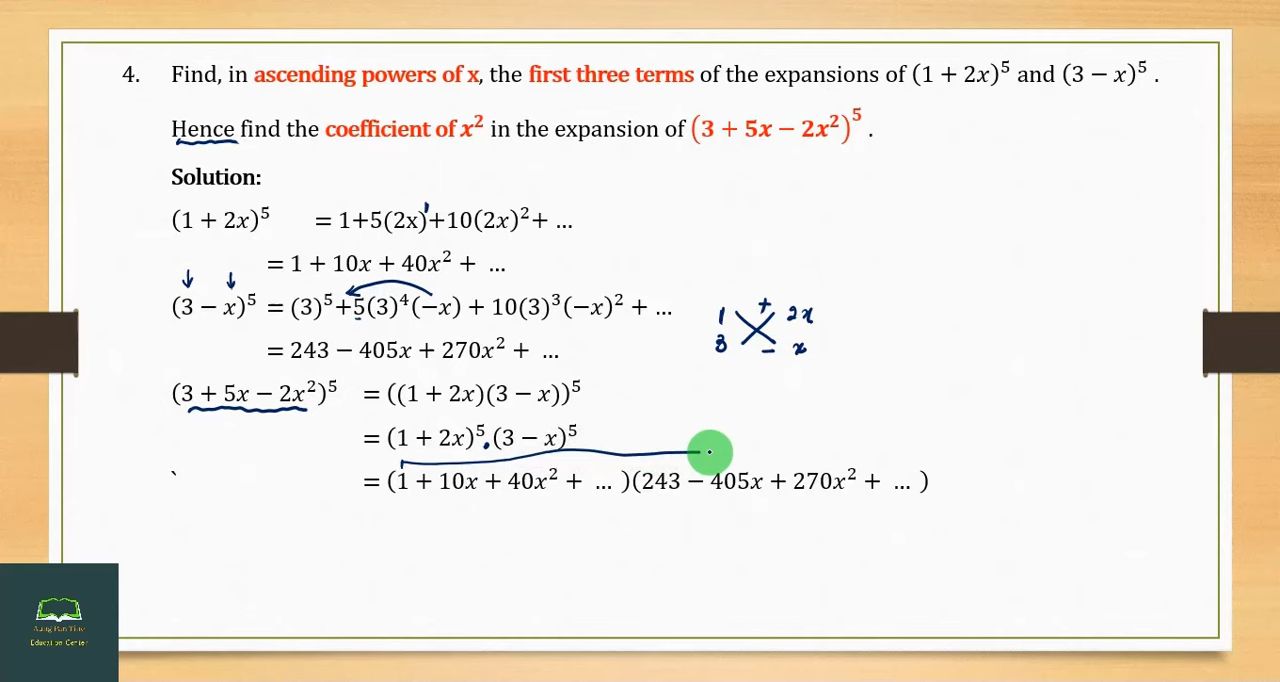 4. Find, in ascending powers of x, the first three terms of the expansions of (1 + 2x)⁵ and (3 − x)⁵ .
Hence find the coefficient of x² in the expansion of (3 + 5x − 2x²)⁵ .
Solution:
(1 + 2x)⁵ = 1+5(2x)¹+10(2x)²+ ...
= 1 + 10x + 40x² + ...
(3 − x)⁵ = (3)⁵+5(3)⁴(−x) + 10(3)³(−x)² + ...
1 + 2x
3 − x
= 243 − 405x + 270x² + ...
(3 + 5x − 2x²)⁵ = ((1 + 2x)(3 − x))⁵
= (1 + 2x)⁵.(3 − x)⁵
` = (1 + 10x + 40x² + ... )(243 − 405x + 270x² + ... )
Education Center